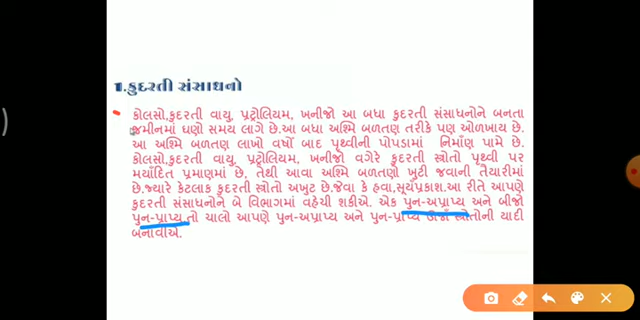 1.કુદરતી સંસાધનો
કોલસો,કુદરતી વાયુ, પ્રટ્રોલિયમ, ખનીજો આ બધા કુદરતી સંસાધનોને બનતા
જમીનમાં ઘણો સમય લાગે છે.આ બધા અશ્મિ બળતણ તરીકે પણ ઓળખાય છે.
આ અશ્મિ બળતણ લાખો વર્ષો બાદ પૃથ્વીની પોપડામાં નિર્માણ પામે છે.
કોલસો,કુદરતી વાયુ, પ્રટ્રોલિયમ, ખનીજો વગેરે કુદરતી સ્ત્રોતો પૃથ્વી પર
મર્યાદિત પ્રમાણમાં છે, તેથી આવા અશ્મિ બળતણો ખુટી જવાની તૈયારીમાં
છે.જ્યારે કેટલાક કુદરતી સ્ત્રોતો અખુટ છે.જેવા કે હવા,સૂર્યપ્રકાશ.આ રીતે આપણે
કુદરતી સંસાધનોને બે વિભાગમાં વહેચી શકીએ. એક પુન-અપ્રાપ્ય અને બીજો
પુન-પ્રાપ્ય.તો ચાલો આપણે પુન-અપ્રાપ્ય અને પુન-પ્રાપ્ય ઊર્જા સ્ત્રોતોની યાદી
બનાવીએ.